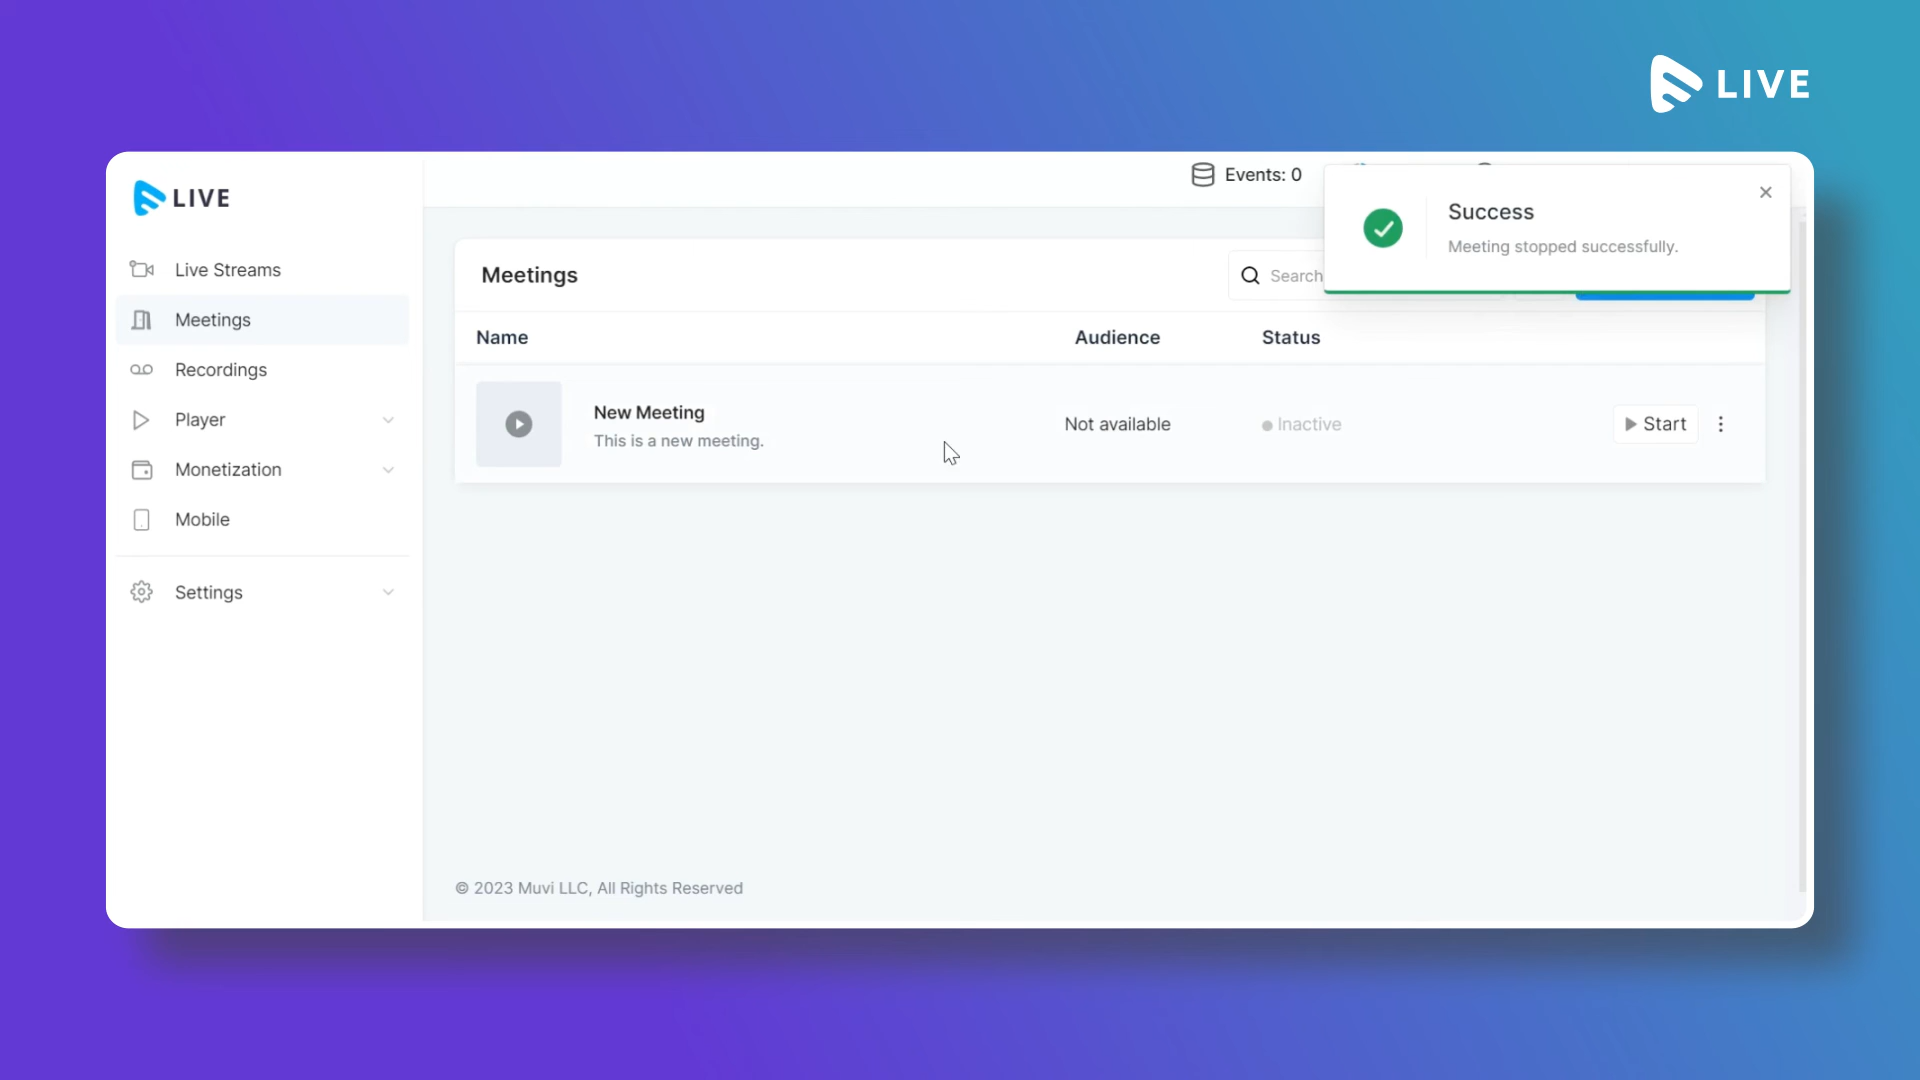 LIVE
LIVE
Events: 0
Success
Meeting stopped successfully.
Live Streams
Meetings
Recordings
Player
Monetization
Mobile
Settings
Meetings
Search
Name Audience Status
New Meeting
This is a new meeting.
Not available
Inactive
Start
© 2023 Muvi LLC, All Rights Reserved